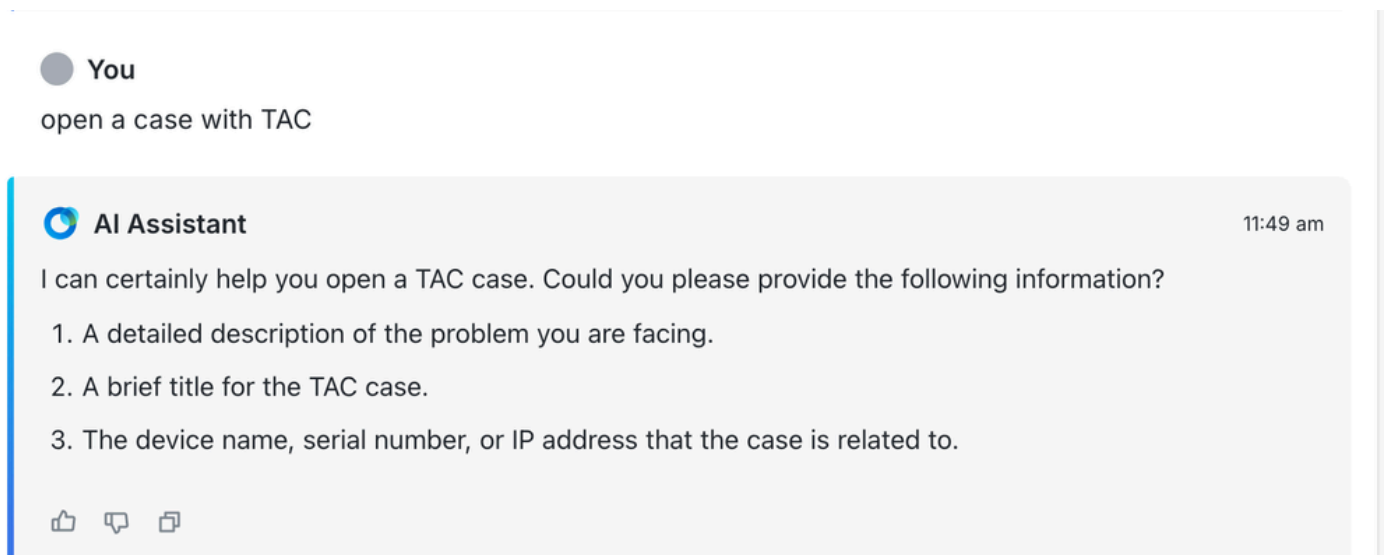 You
open a case with TAC
AI Assistant
11:49 am
I can certainly help you open a TAC case. Could you please provide the following information?
1. A detailed description of the problem you are facing.
2. A brief title for the TAC case.
3. The device name, serial number, or IP address that the case is related to.